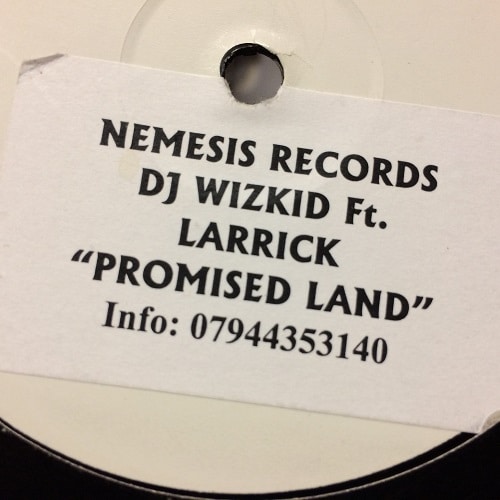 NEMESIS RECORDS
DJ WIZKID Ft.
LARRICK
“PROMISED LAND”
Info: 07944353140